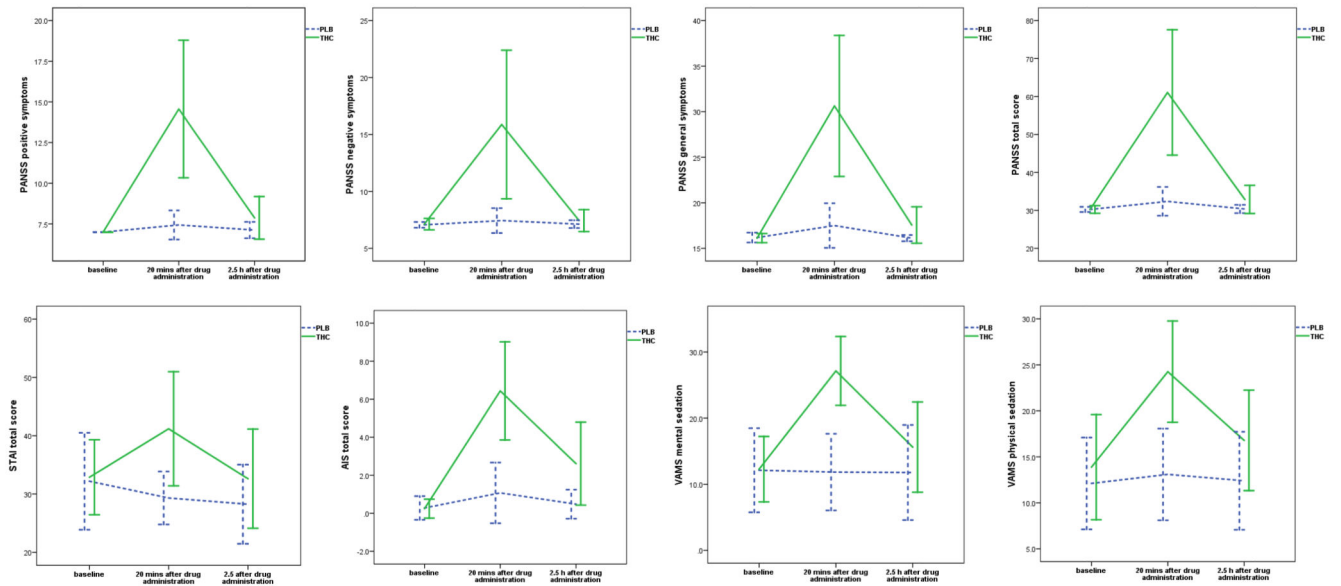 PANSS positive symptoms
20.0
17.5
15.0
12.5
10.0
7.5
baseline
20 mins after drug
administration
2.5 h after drug
administration
PLB
THC
PANSS negative symptoms
25
20
15
10
5
baseline
20 mins after drug
administration
2.5 h after drug
administration
PLB
THC
PANSS general symptoms
40
35
30
25
20
15
baseline
20 mins after drug
administration
2.5 h after drug
administration
PLB
THC
PANSS total score
80
70
60
50
40
30
20
baseline
20 mins after drug
administration
2.5 h after drug
administration
PLB
THC
STAI total score
60
50
40
30
20
baseline
20 mins after drug
administration
2.5 after drug
administration
PLB
THC
AIS total score
10.0
8.0
6.0
4.0
2.0
.0
-2.0
baseline
20 mins after drug
administration
2.5 h after drug
administration
PLB
THC
VAMS mental sedation
30.0
20.0
10.0
.0
baseline
20 mins after drug
administration
2.5 h after drug
administration
PLB
THC
VAMS physical sedation
30.0
25.0
20.0
15.0
10.0
5.0
baseline
20 mins after drug
administration
2.5 h after drug
administration
PLB
THC